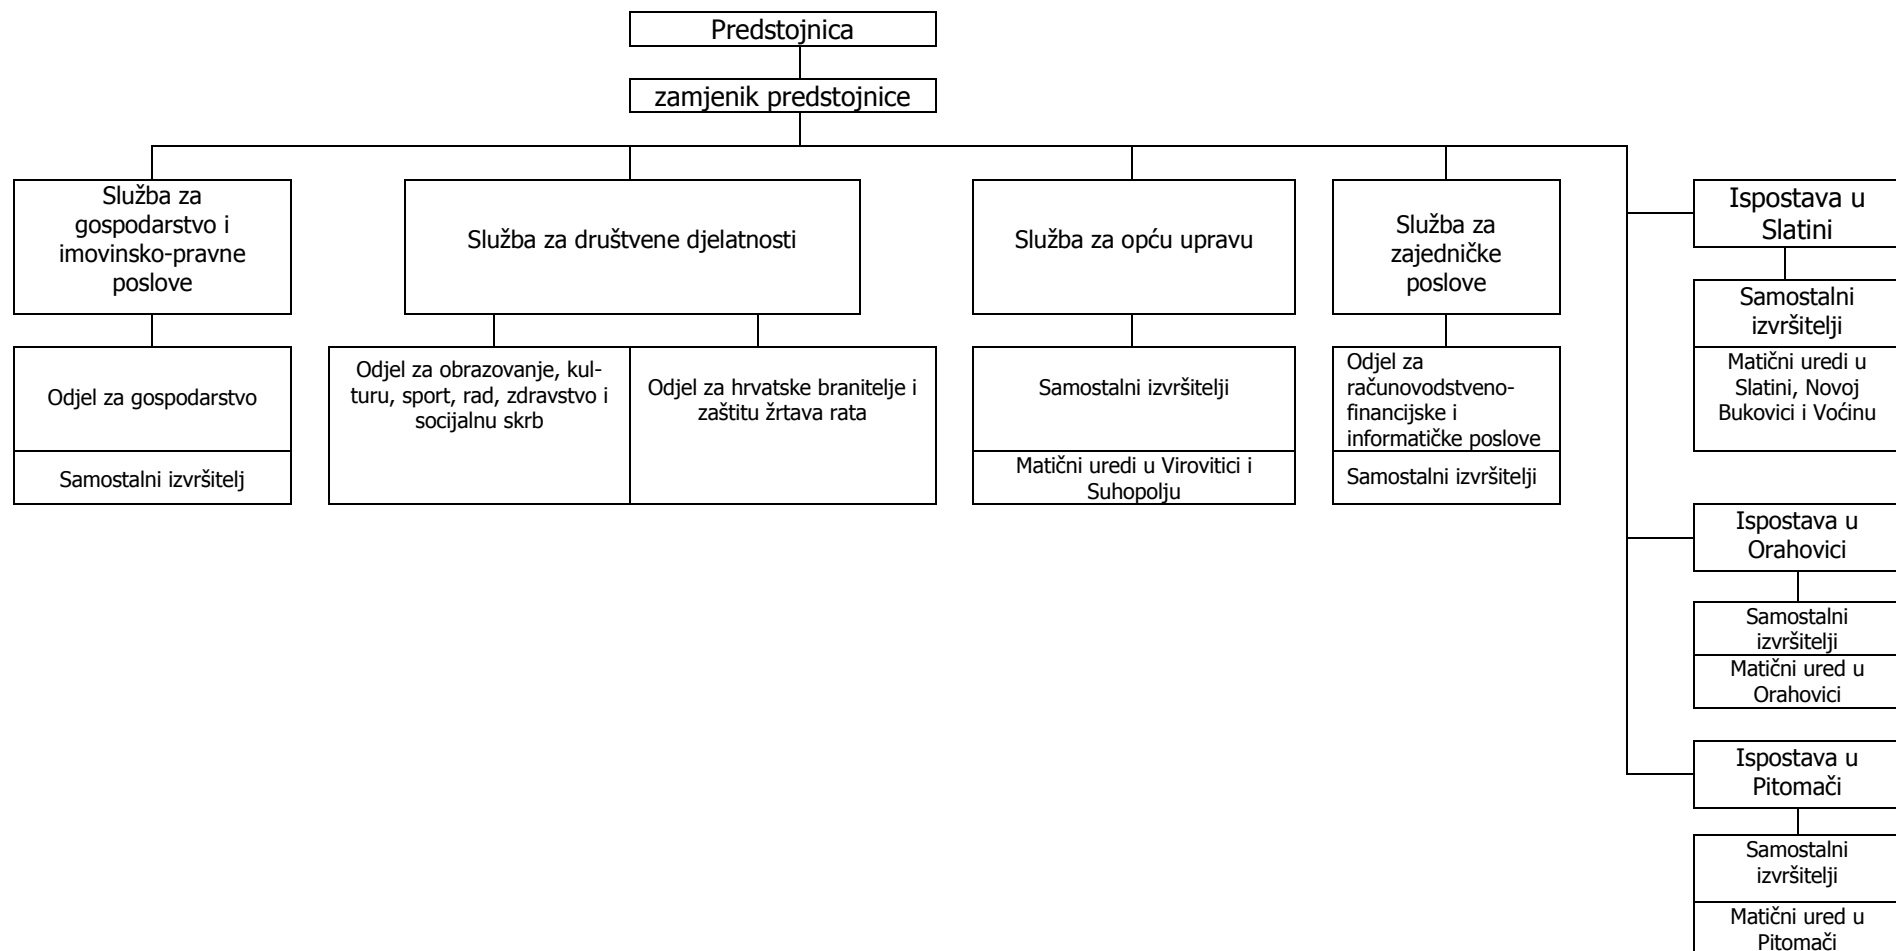 Predstojnica
zamjenik predstojnice
Služba za
gospodarstvo i
imovinsko-pravne
poslove
Odjel za gospodarstvo
Samostalni izvršitelj
Služba za društvene djelatnosti
Odjel za obrazovanje, kul-
turu, sport, rad, zdravstvo i
socijalnu skrb
Odjel za hrvatske branitelje i
zaštitu žrtava rata
Služba za opću upravu
Samostalni izvršitelji
Matični uredi u Virovitici i
Suhopolju
Služba za
zajedničke
poslove
Odjel za
računovodstveno-
financijske i
informatičke poslove
Samostalni izvršitelji
Ispostava u
Slatini
Samostalni
izvršitelji
Matični uredi u
Slatini, Novoj
Bukovici i Voćinu
Ispostava u
Orahovici
Samostalni
izvršitelji
Matični ured u
Orahovici
Ispostava u
Pitomači
Samostalni
izvršitelji
Matični ured u
Pitomači